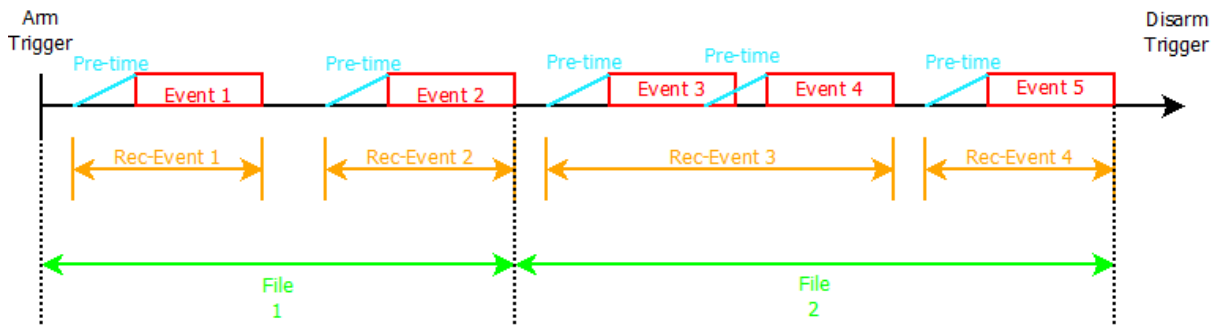 Arm
Trigger
Disarm
Trigger
Pre-time
Pre-time
Pre-time
Pre-time
Pre-time
Event 1
Event 2
Event 3
Event 4
Event 5
Rec-Event 1
Rec-Event 2
Rec-Event 3
Rec-Event 4
File
1
File
2